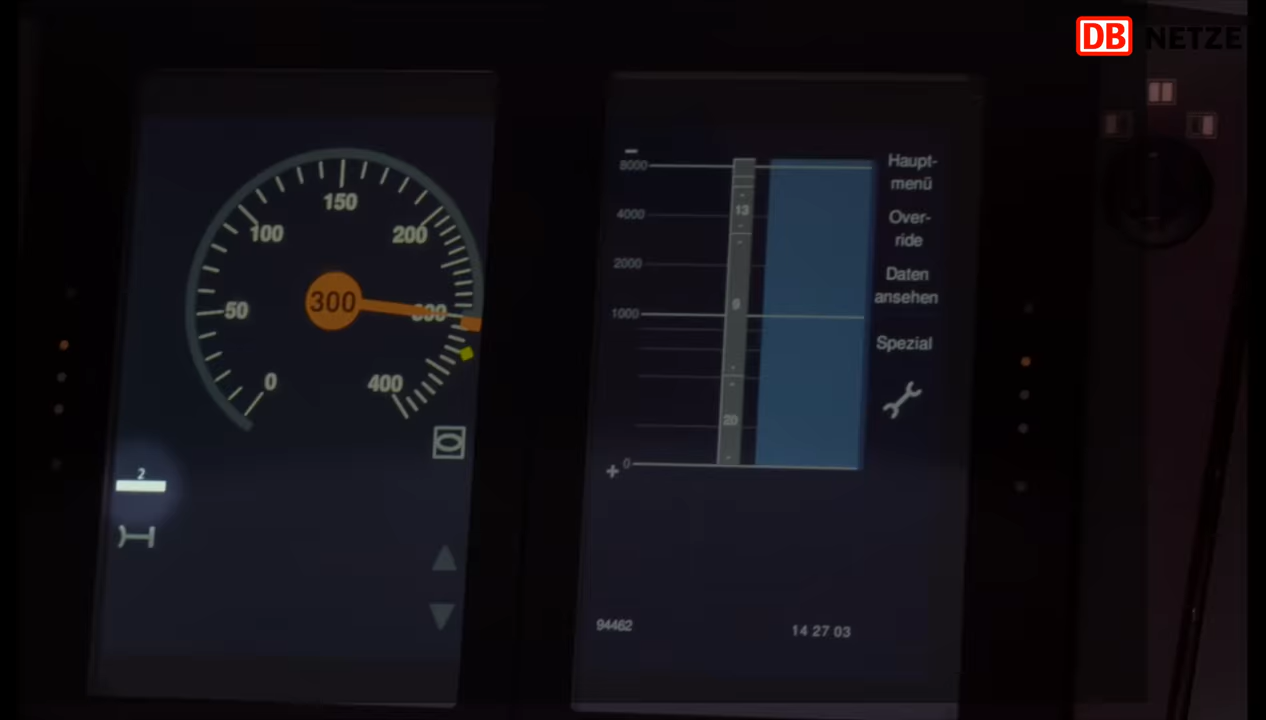 DB NETZE
150
100
200
50
300
300
0
400
2
8000
4000
2000
1000
0
13
9
20
Haupt-
menü
Over-
ride
Daten
ansehen
Spezial
94462
14 27 03